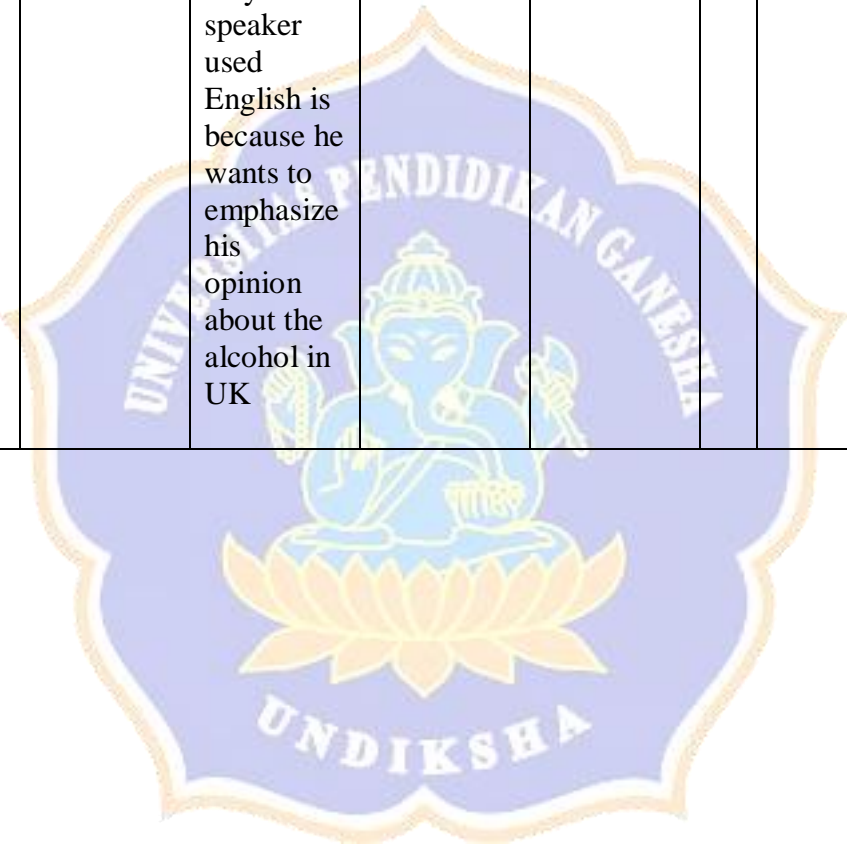 speaker
used
English is
because he
wants to
emphasize
his
opinion
about the
alcohol in
UK
UNIVERSITAS PENDIDIKAN GANESHA
UNDIKSHA